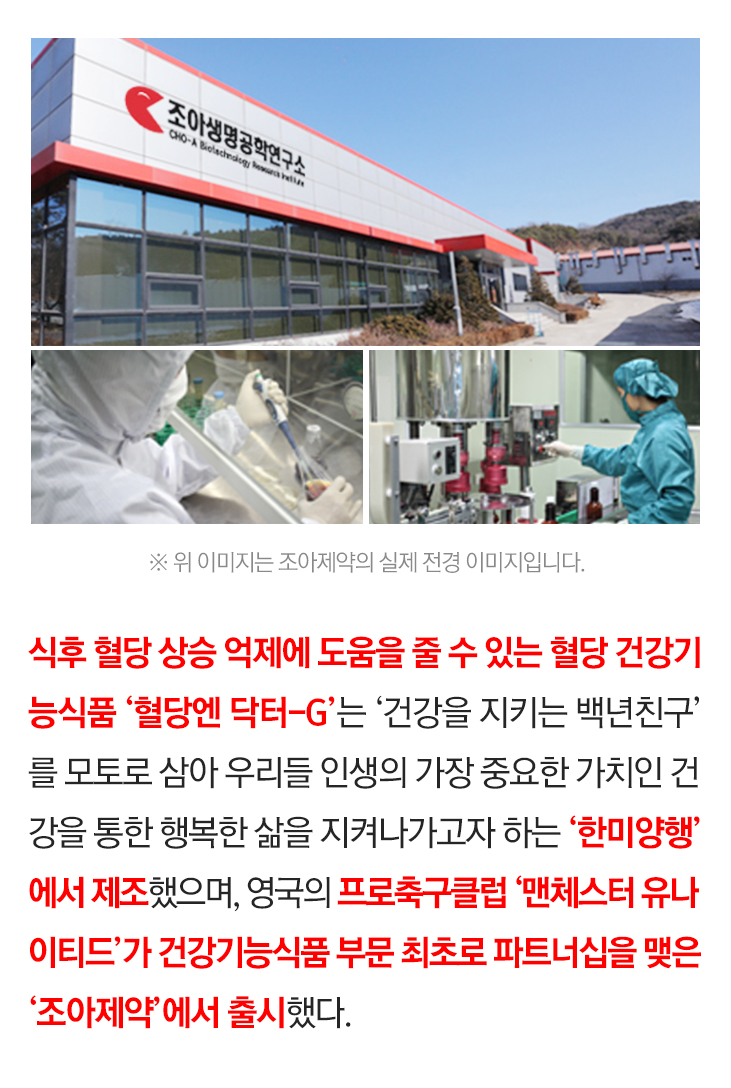 조아생명공학연구소
CHO-A Biotechnology Research Institute
※ 위 이미지는 조아제약의 실제 전경 이미지입니다.
식후 혈당 상승 억제에 도움을 줄 수 있는 혈당 건강기
능식품 ‘혈당엔 닥터-G’는 ‘건강을 지키는 백년친구’
를 모토로 삼아 우리들 인생의 가장 중요한 가치인 건
강을 통한 행복한 삶을 지켜나가고자 하는 ‘한미양행’
에서 제조했으며, 영국의 프로축구클럽 ‘맨체스터 유나
이티드’가 건강기능식품 부문 최초로 파트너십을 맺은
‘조아제약’에서 출시했다.